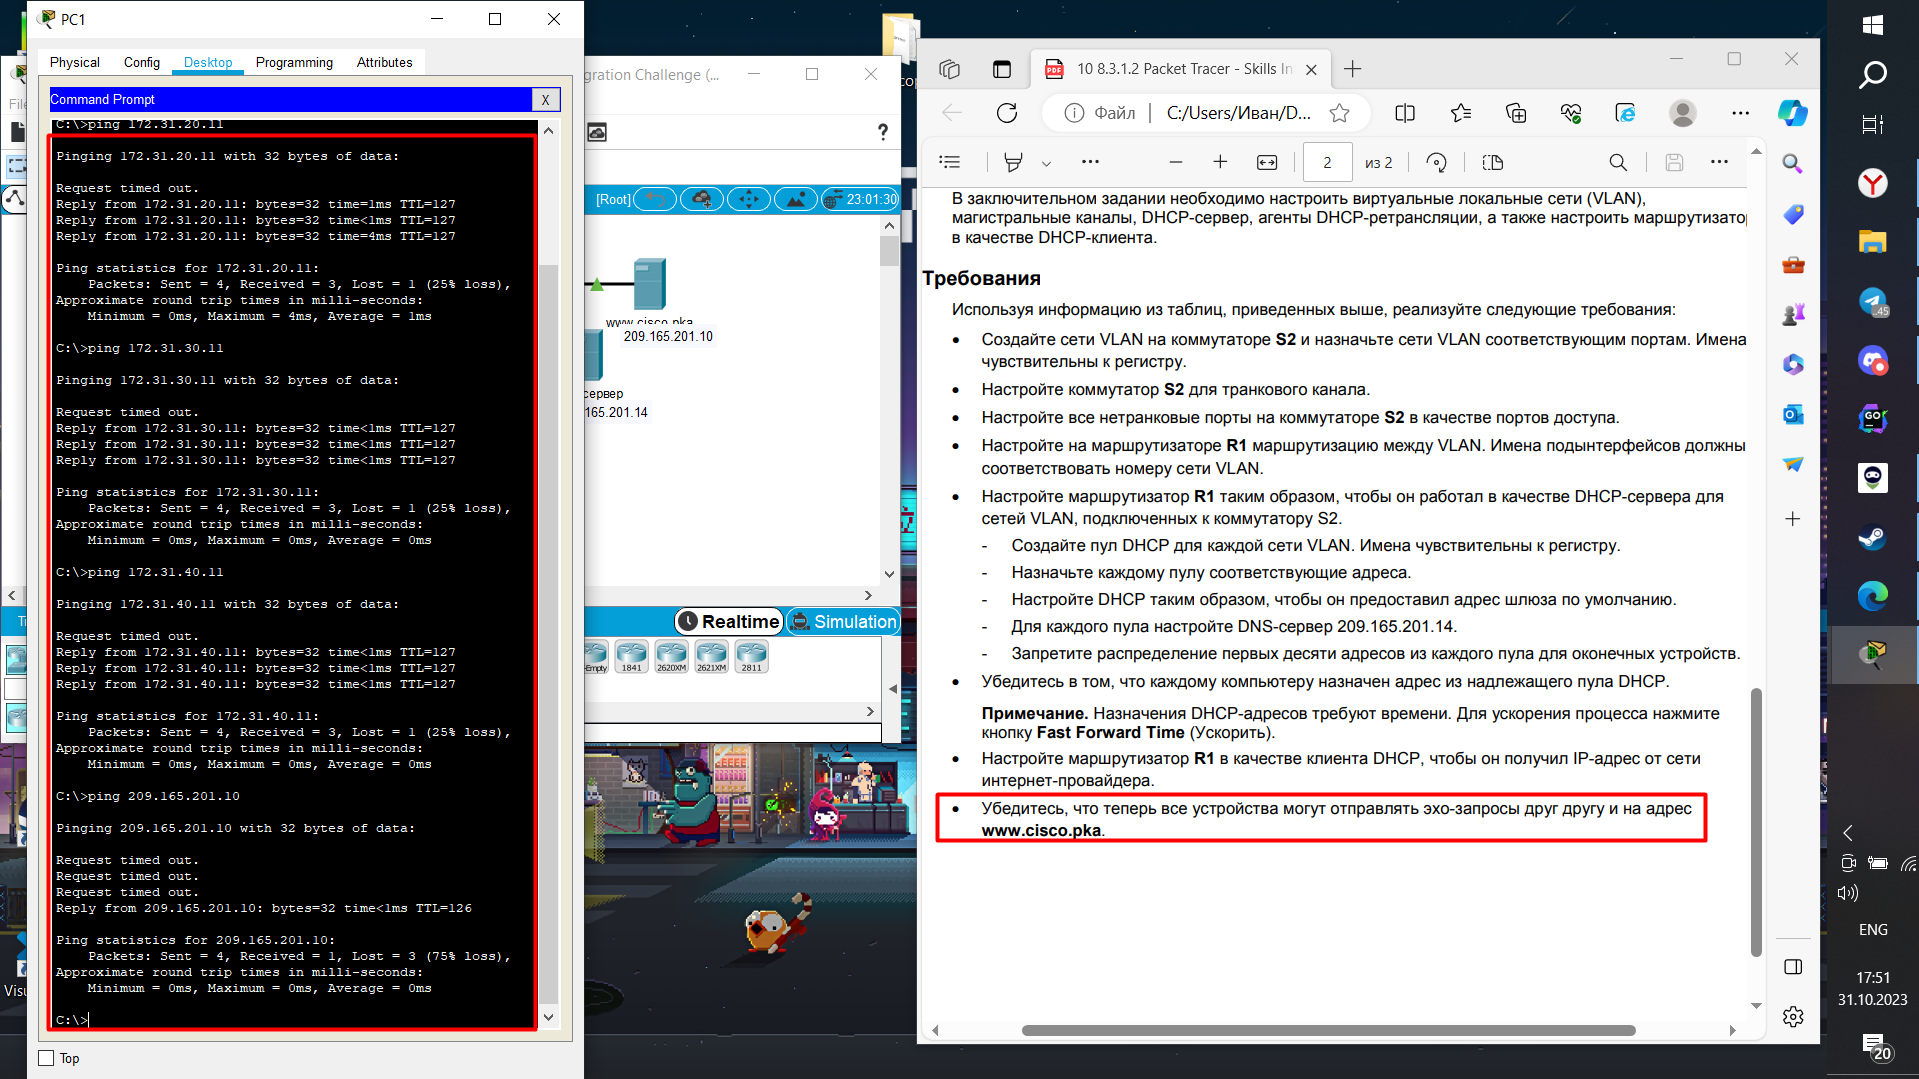 PC1
Physical
Config
Desktop
Programming
Attributes
Command Prompt
X
C:\>ping 172.31.20.11
Pinging 172.31.20.11 with 32 bytes of data:
Request timed out.
Reply from 172.31.20.11: bytes=32 time=1ms TTL=127
Reply from 172.31.20.11: bytes=32 time<1ms TTL=127
Reply from 172.31.20.11: bytes=32 time=4ms TTL=127
Ping statistics for 172.31.20.11:
Packets: Sent = 4, Received = 3, Lost = 1 (25% loss),
Approximate round trip times in milli-seconds:
Minimum = 0ms, Maximum = 4ms, Average = 1ms
C:\>ping 172.31.30.11
Pinging 172.31.30.11 with 32 bytes of data:
Request timed out.
Reply from 172.31.30.11: bytes=32 time<1ms TTL=127
Reply from 172.31.30.11: bytes=32 time<1ms TTL=127
Reply from 172.31.30.11: bytes=32 time<1ms TTL=127
Ping statistics for 172.31.30.11:
Packets: Sent = 4, Received = 3, Lost = 1 (25% loss),
Approximate round trip times in milli-seconds:
Minimum = 0ms, Maximum = 0ms, Average = 0ms
C:\>ping 172.31.40.11
Pinging 172.31.40.11 with 32 bytes of data:
Request timed out.
Reply from 172.31.40.11: bytes=32 time<1ms TTL=127
Reply from 172.31.40.11: bytes=32 time<1ms TTL=127
Reply from 172.31.40.11: bytes=32 time<1ms TTL=127
Ping statistics for 172.31.40.11:
Packets: Sent = 4, Received = 3, Lost = 1 (25% loss),
Approximate round trip times in milli-seconds:
Minimum = 0ms, Maximum = 0ms, Average = 0ms
C:\>ping 209.165.201.10
Pinging 209.165.201.10 with 32 bytes of data:
Request timed out.
Request timed out.
Request timed out.
Reply from 209.165.201.10: bytes=32 time<1ms TTL=126
Ping statistics for 209.165.201.10:
Packets: Sent = 4, Received = 1, Lost = 3 (75% loss),
Approximate round trip times in milli-seconds:
Minimum = 0ms, Maximum = 0ms, Average = 0ms
C:\>
Top
gration Challenge (...
?
[Root]
23:01:30
www.cisco.pka
209.165.201.10
сервер
165.201.14
Realtime
Simulation
-Empty
1841
2620XM
2621XM
2811
10 8.3.1.2 Packet Tracer - Skills In
Файл
C:/Users/Иван/D...
2
из 2
В заключительном задании необходимо настроить виртуальные локальные сети (VLAN),
магистральные каналы, DHCP-сервер, агенты DHCP-ретрансляции, а также настроить маршрутизатор
в качестве DHCP-клиента.
Требования
Используя информацию из таблиц, приведенных выше, реализуйте следующие требования:
• Создайте сети VLAN на коммутаторе S2 и назначьте сети VLAN соответствующим портам. Имена
чувствительны к регистру.
• Настройте коммутатор S2 для транкового канала.
• Настройте все нетранковые порты на коммутаторе S2 в качестве портов доступа.
• Настройте на маршрутизаторе R1 маршрутизацию между VLAN. Имена подынтерфейсов должны
соответствовать номеру сети VLAN.
• Настройте маршрутизатор R1 таким образом, чтобы он работал в качестве DHCP-сервера для
сетей VLAN, подключенных к коммутатору S2.
- Создайте пул DHCP для каждой сети VLAN. Имена чувствительны к регистру.
- Назначьте каждому пулу соответствующие адреса.
- Настройте DHCP таким образом, чтобы он предоставил адрес шлюза по умолчанию.
- Для каждого пула настройте DNS-сервер 209.165.201.14.
- Запретите распределение первых десяти адресов из каждого пула для оконечных устройств.
• Убедитесь в том, что каждому компьютеру назначен адрес из надлежащего пула DHCP.
Примечание. Назначения DHCP-адресов требуют времени. Для ускорения процесса нажмите
кнопку Fast Forward Time (Ускорить).
• Настройте маршрутизатор R1 в качестве клиента DHCP, чтобы он получил IP-адрес от сети
интернет-провайдера.
• Убедитесь, что теперь все устройства могут отправлять эхо-запросы друг другу и на адрес
www.cisco.pka.
ENG
17:51
31.10.2023
20